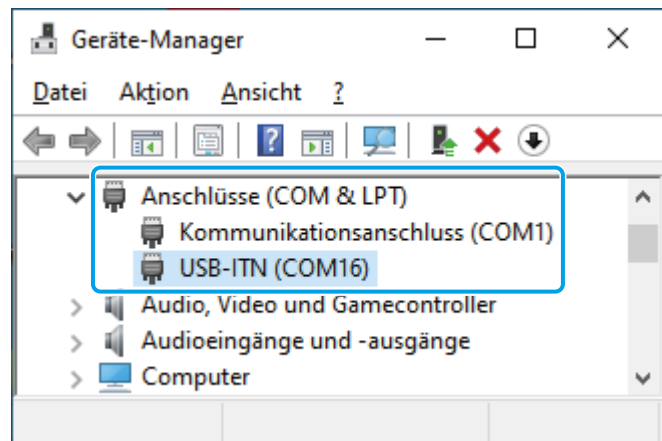 Geräte-Manager
Datei Aktion Ansicht ?
Anschlüsse (COM & LPT)
Kommunikationsanschluss (COM1)
USB-ITN (COM16)
Audio, Video und Gamecontroller
Audioeingänge und -ausgänge
Computer